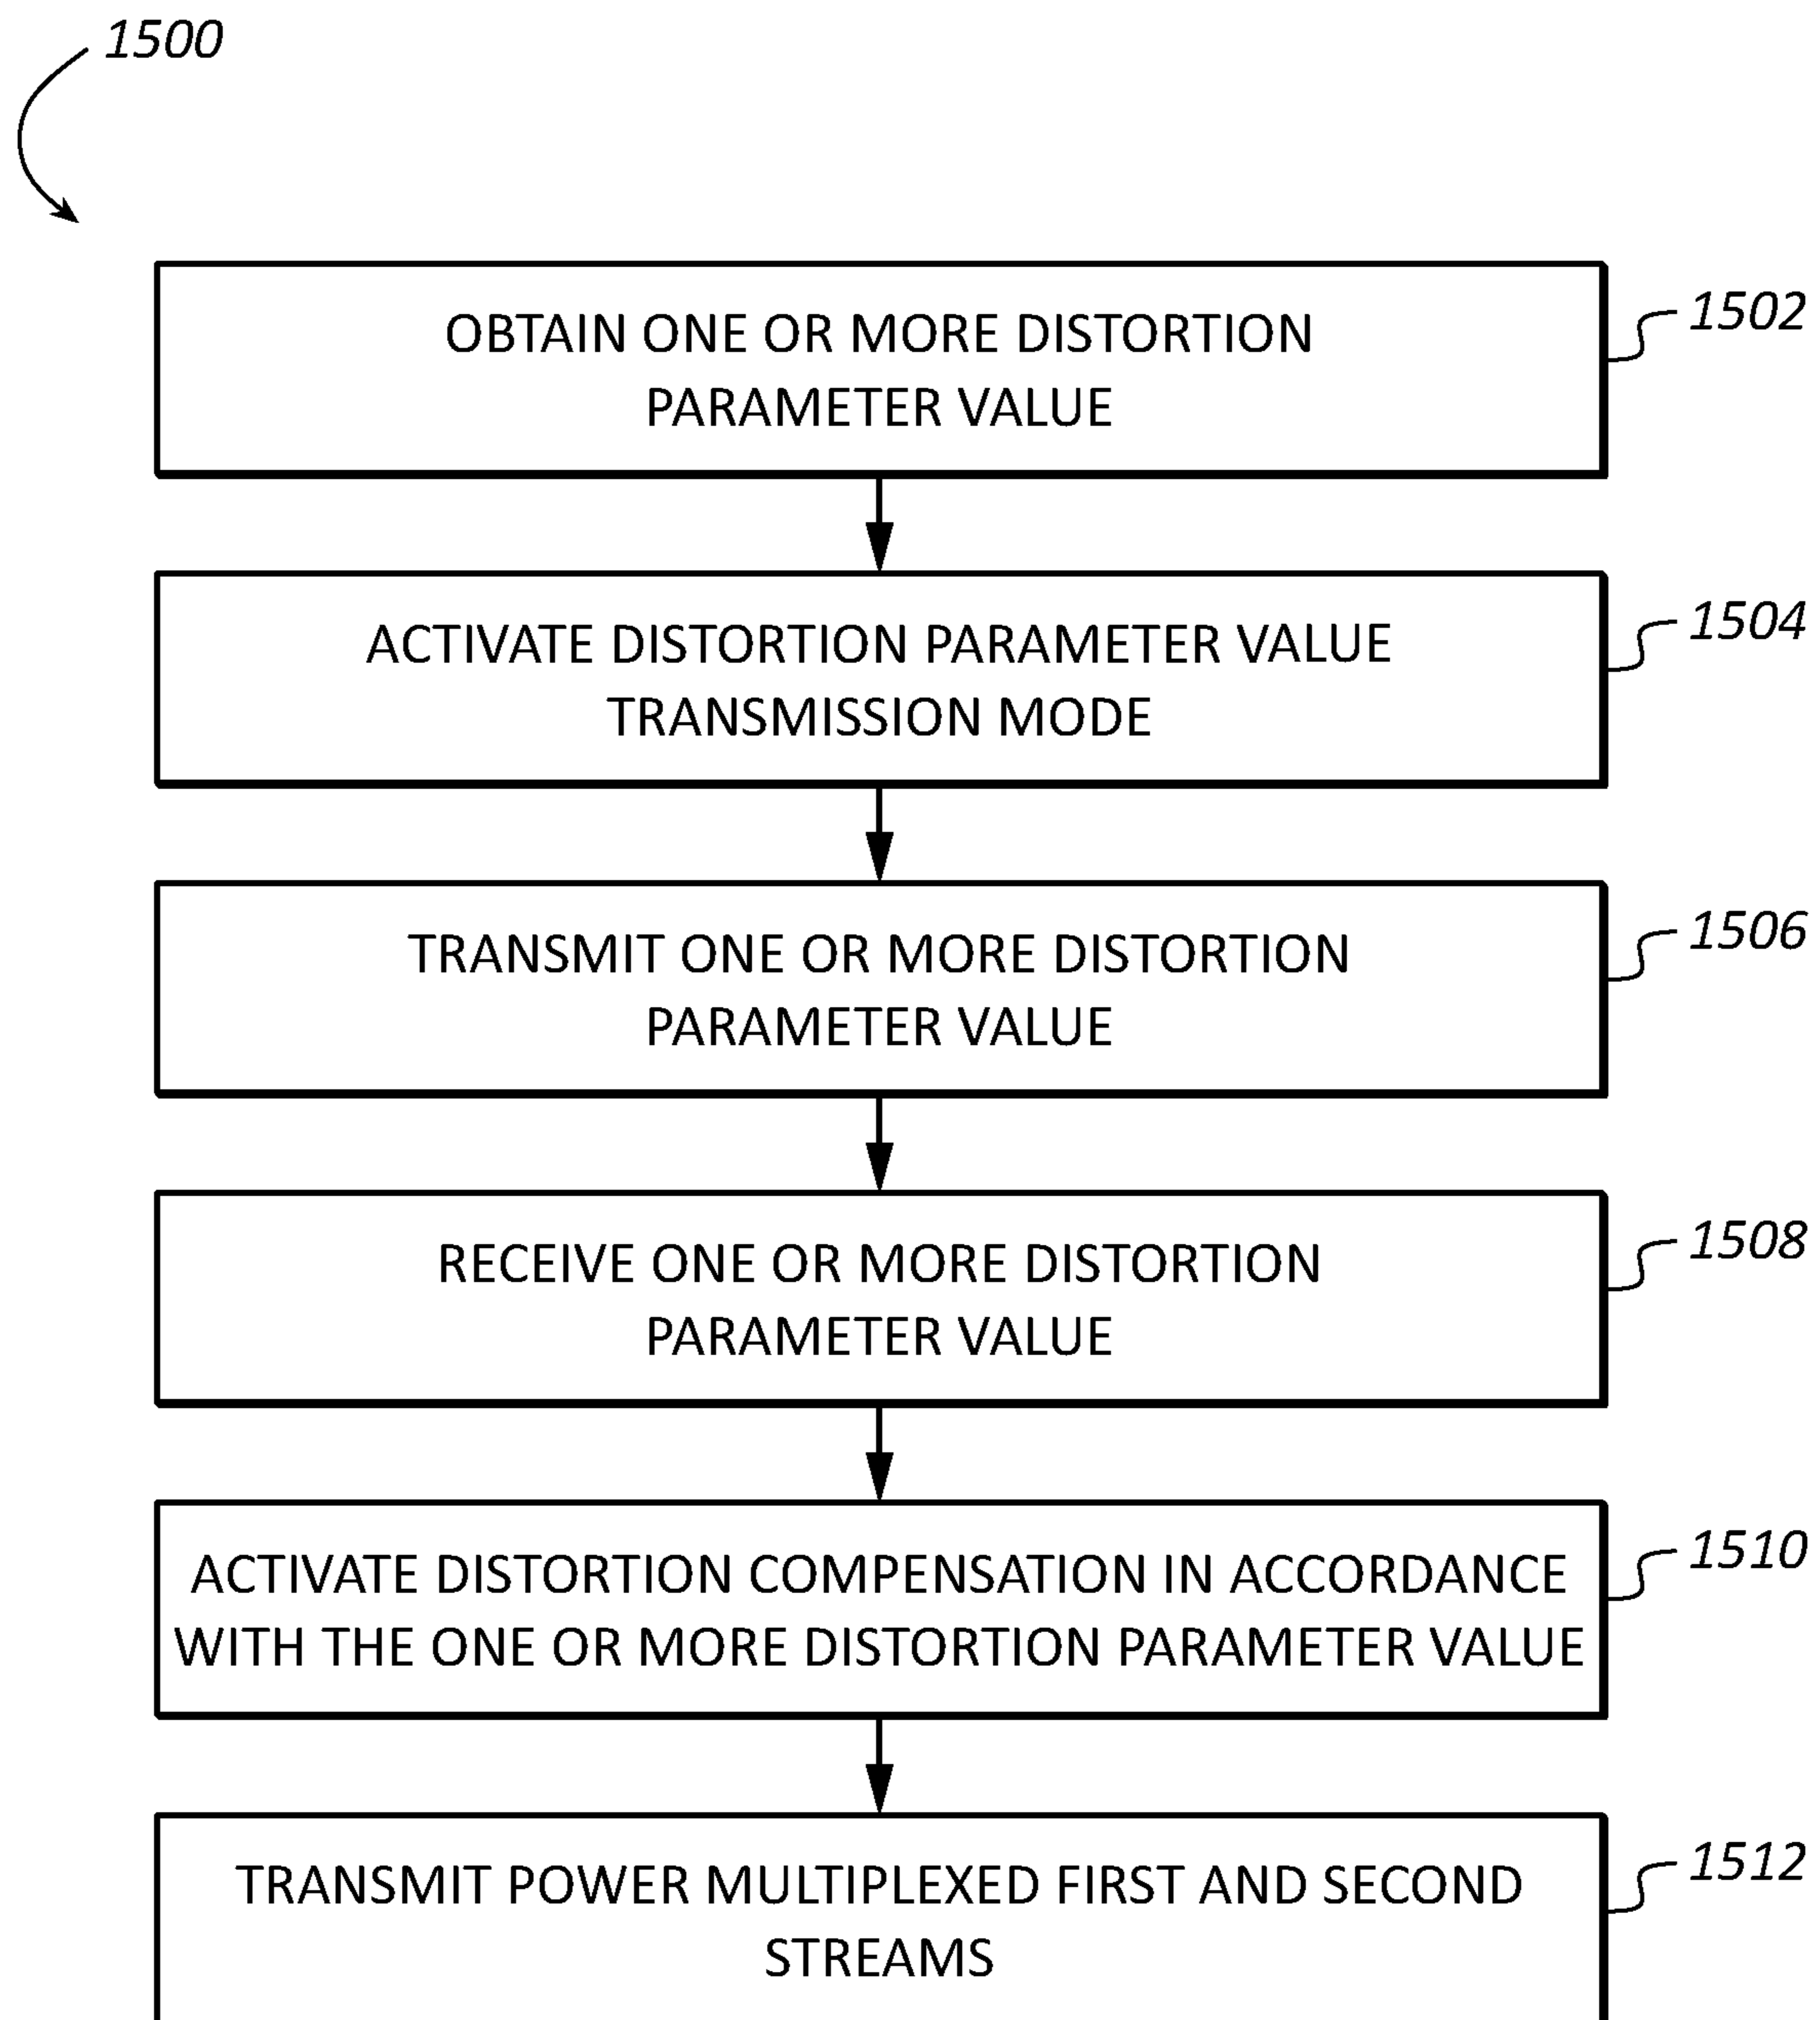 1500
OBTAIN ONE OR MORE DISTORTION
PARAMETER VALUE
1502
ACTIVATE DISTORTION PARAMETER VALUE
TRANSMISSION MODE
1504
TRANSMIT ONE OR MORE DISTORTION
PARAMETER VALUE
1506
RECEIVE ONE OR MORE DISTORTION
PARAMETER VALUE
1508
ACTIVATE DISTORTION COMPENSATION IN ACCORDANCE
WITH THE ONE OR MORE DISTORTION PARAMETER VALUE
1510
TRANSMIT POWER MULTIPLEXED FIRST AND SECOND
STREAMS
1512